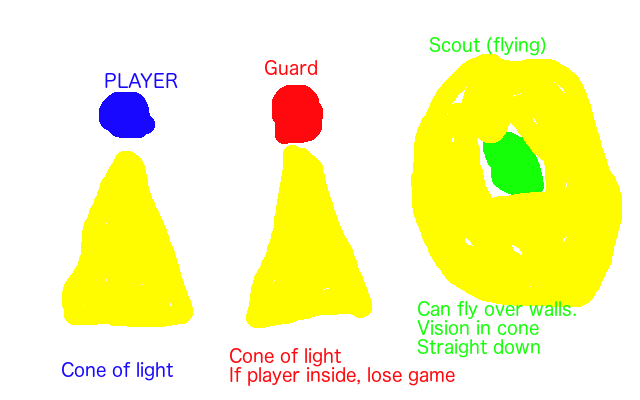 Scout (flying)
Guard
PLAYER
Can fly over walls.
Vision in cone
Straight down
Cone of light
If player inside, lose game
Cone of light